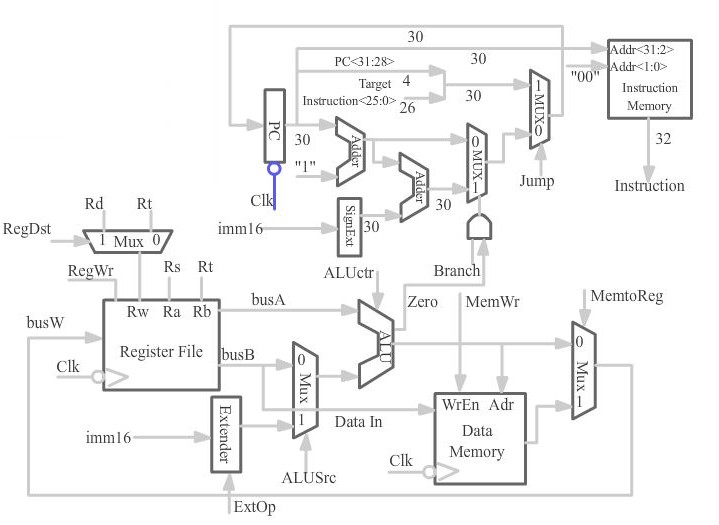 30
PC<31:28>
30
Addr<31:2>
Addr<1:0>
"00"
Target
4
Instruction<25:0>
26
30
1
MUX
0
Instruction
Memory
PC
30
Adder
"1"
0
MUX
1
32
Adder
Jump
Instruction
Clk
30
SignExt
30
imm16
Rd
Rt
RegDst
1 Mux 0
RegWr
Rs
Rt
ALUctr
Branch
Zero
MemWr
MemtoReg
busA
Rw
Ra
Rb
busW
Register File
ALU
0
busB
0
Mux
1
Clk
Mux
1
WrEn
Adr
Extender
Data In
imm16
Data
Memory
Clk
ALUSrc
ExtOp